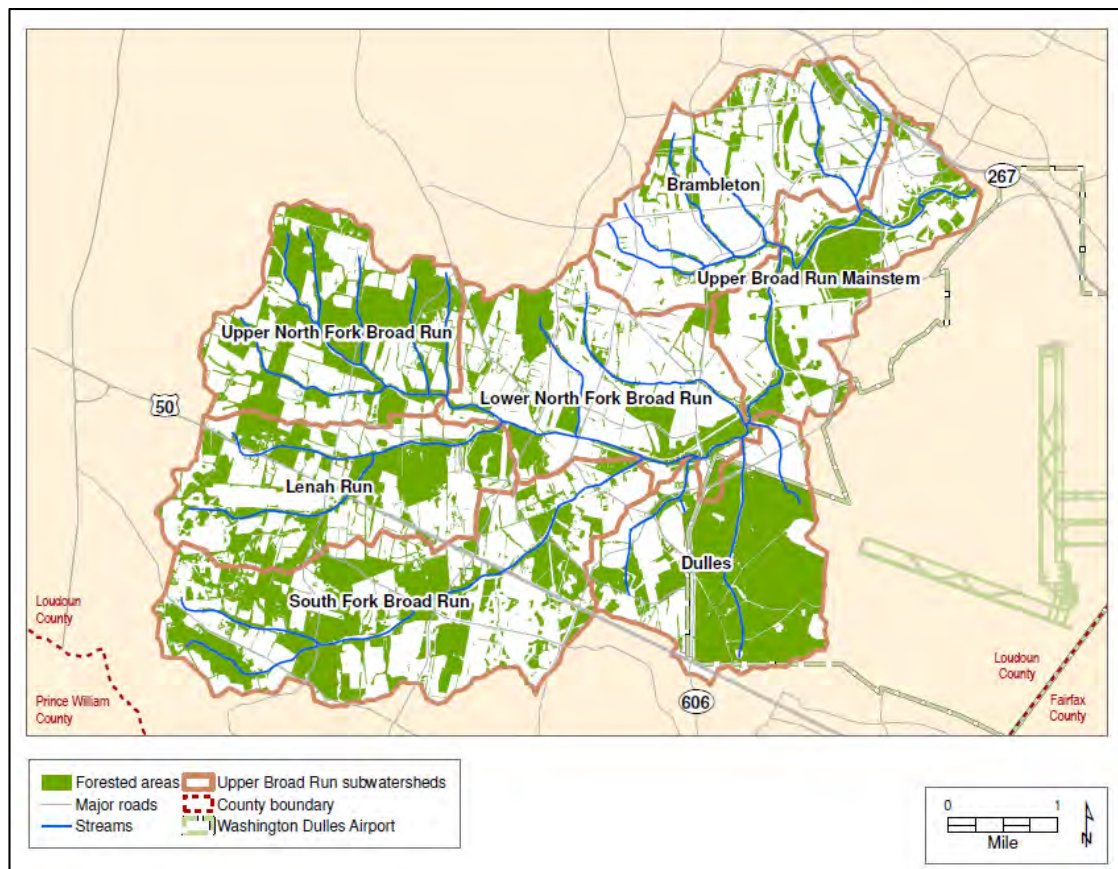 267
Brambleton
Upper Broad Run Mainstem
Upper North Fork Broad Run
50
Lower North Fork Broad Run
Lenah Run
Dulles
South Fork Broad Run
Loudoun
County
Prince William
County
606
Loudoun
County
Fairfax
County
Forested areas
Upper Broad Run subwatersheds
Major roads
County boundary
Streams
Washington Dulles Airport
0 1
Mile
N